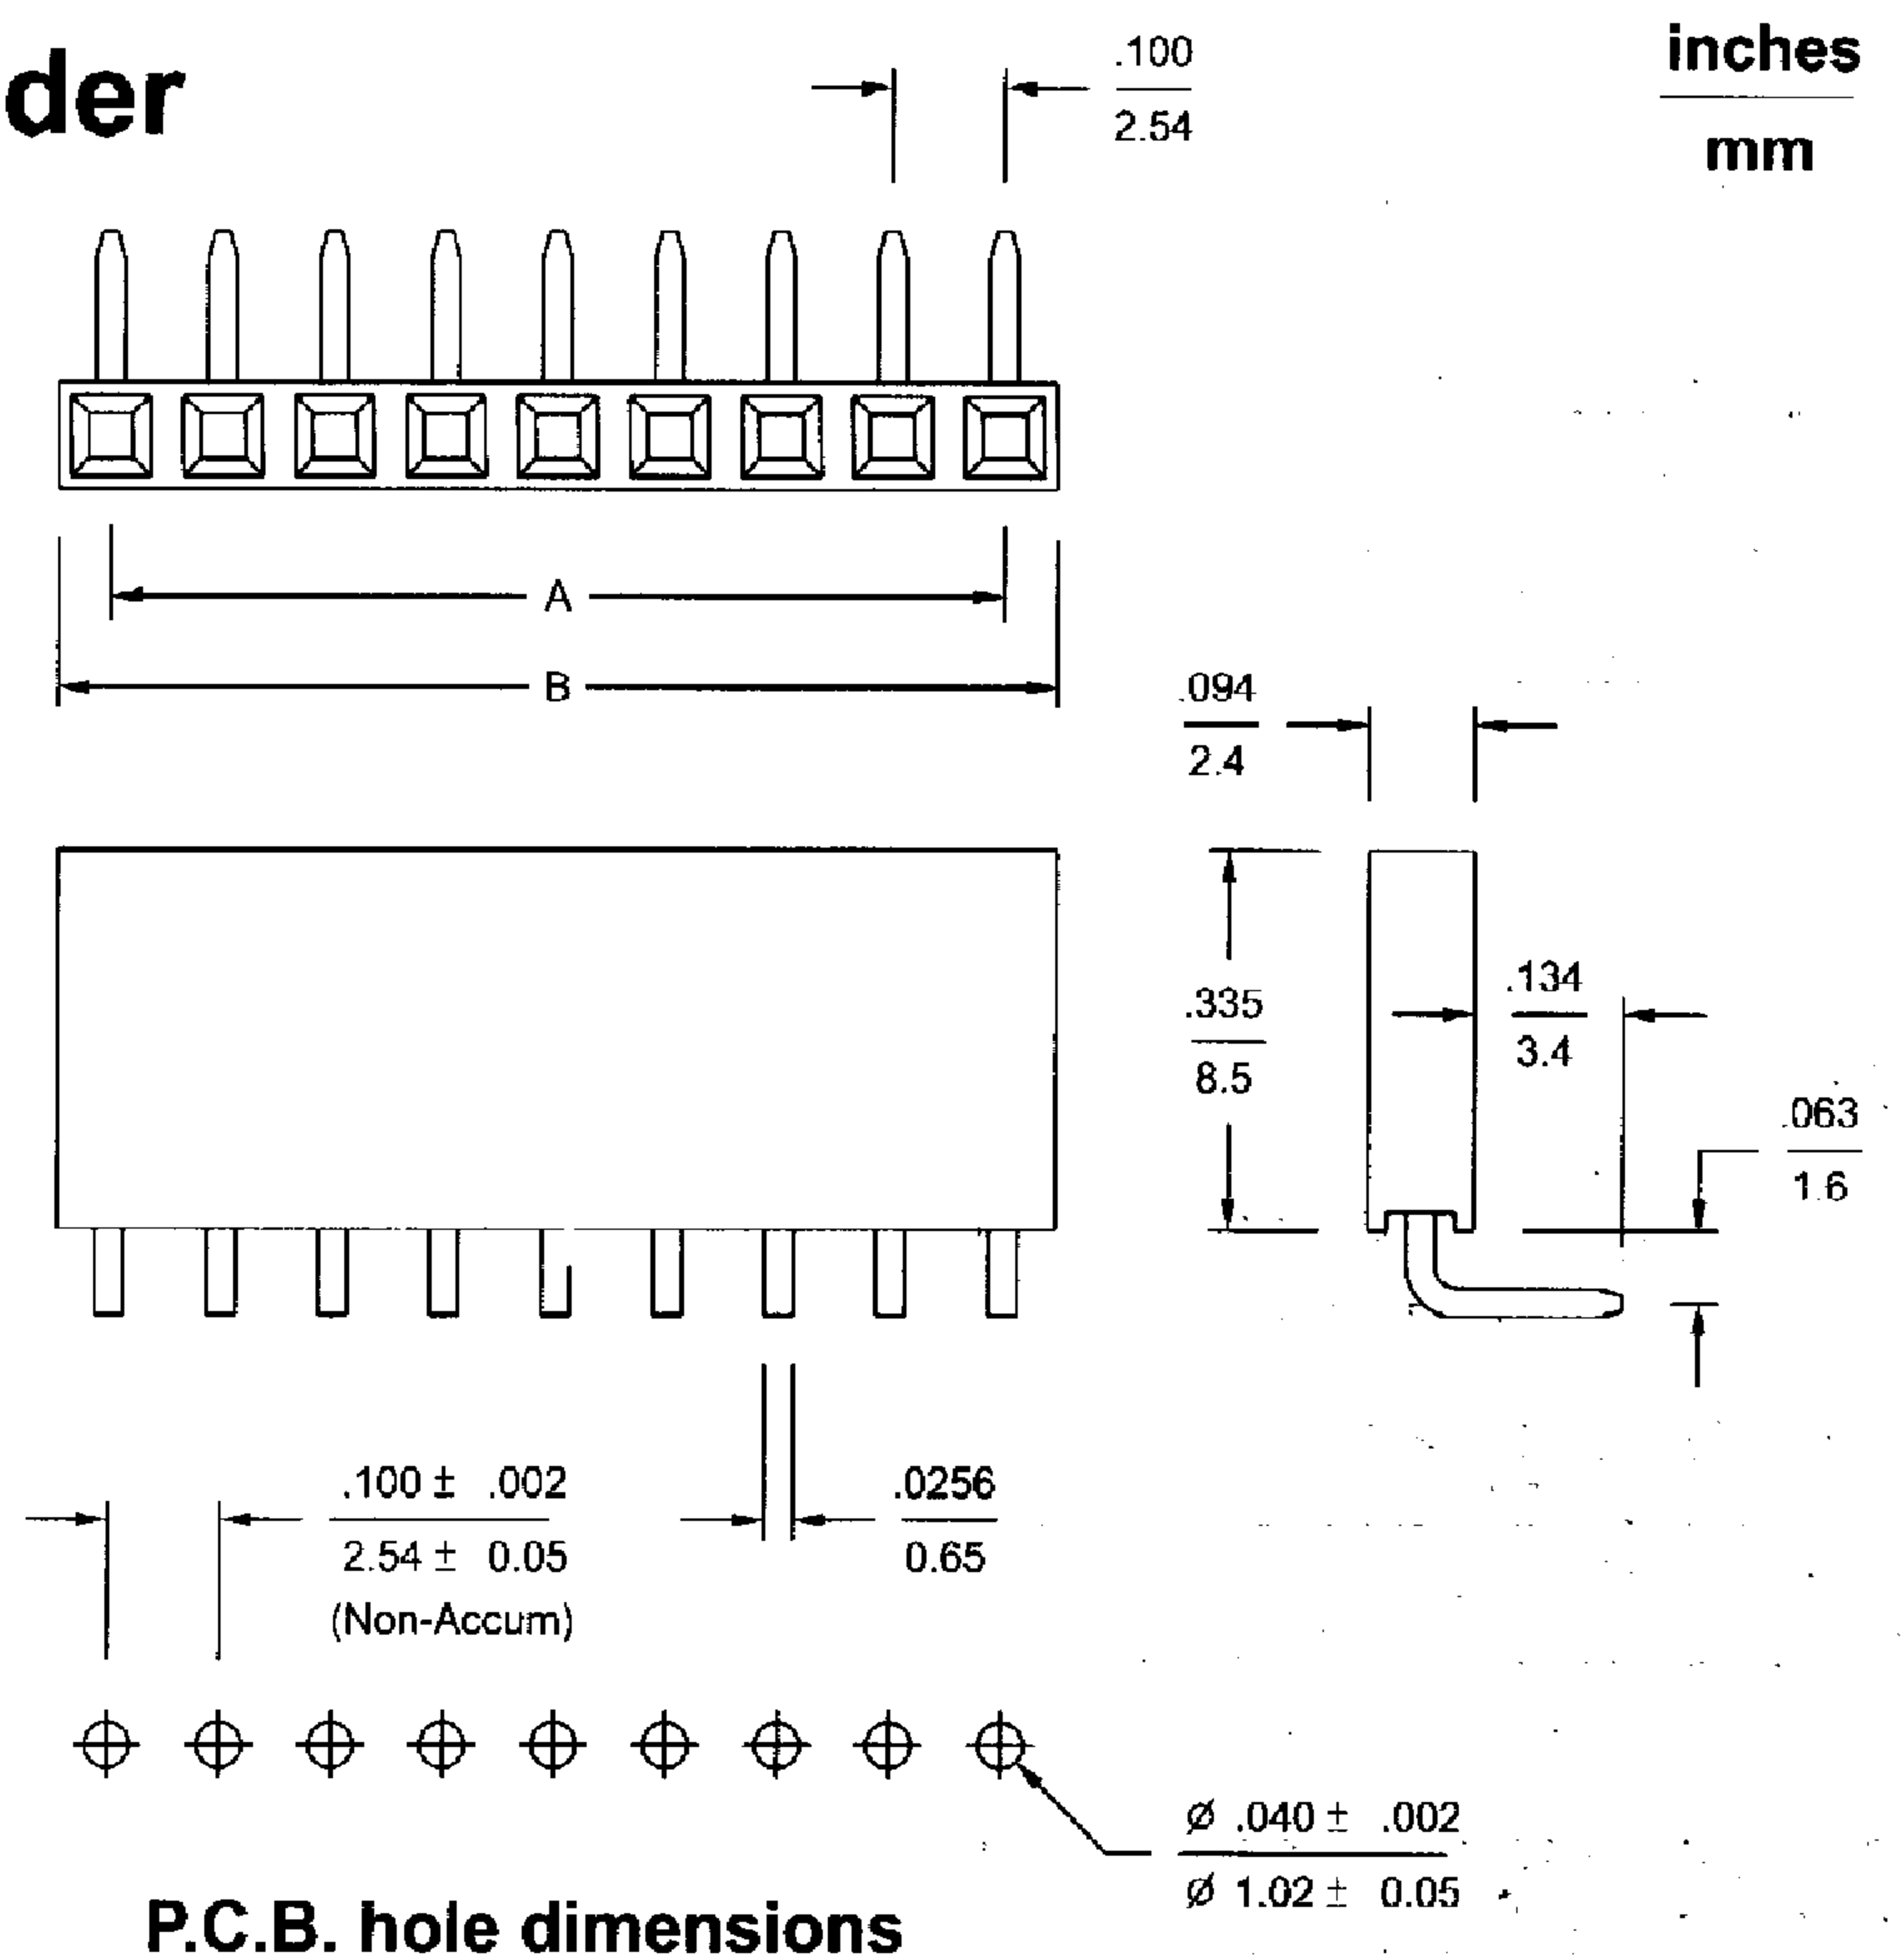 der
.100
2.54
inches
mm
A
B
.094
2.4
.335
8.5
.134
3.4
.063
1.6
.100 ± .002
2.54 ± 0.05
(Non-Accum)
.0256
0.65
Ø .040 ± .002
Ø 1.02 ± 0.05
P.C.B. hole dimensions